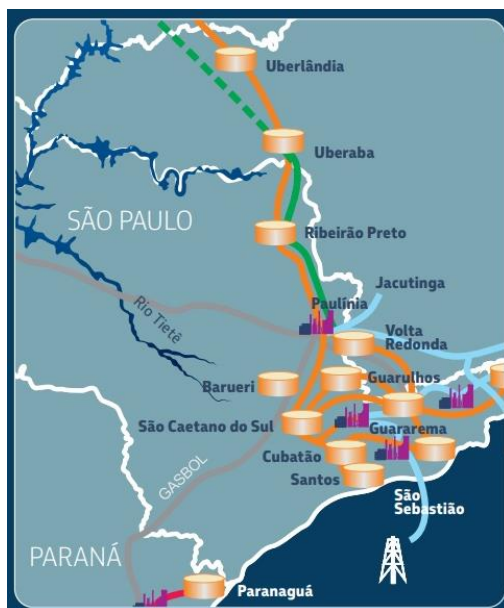 Uberlândia
Uberaba
SÃO PAULO
Ribeirão Preto
Jacutinga
Paulínia
Rio Tietê
Volta
Redonda
Barueri
Guarulhos
São Caetano do Sul
Guararema
Cubatão
GASBOL
Santos
São
Sebastião
PARANÁ
Paranaguá